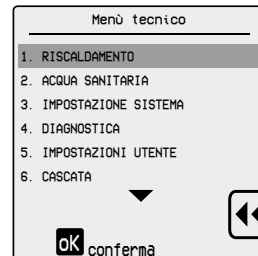 Menù tecnico
1. RISCALDAMENTO
2. ACQUA SANITARIA
3. IMPOSTAZIONE SISTEMA
4. DIAGNOSTICA
5. IMPOSTAZIONI UTENTE
6. CASCATA
oK conferma